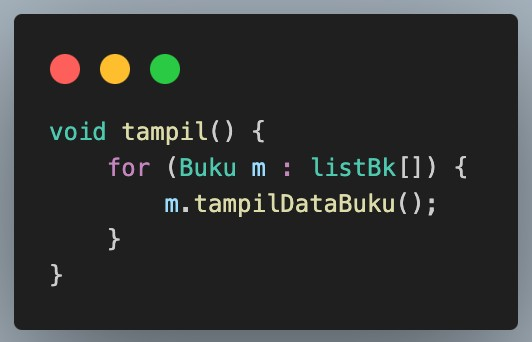 void tampil() {
    for (Buku m : listBk[]) {
        m.tampilDataBuku();
    }
}